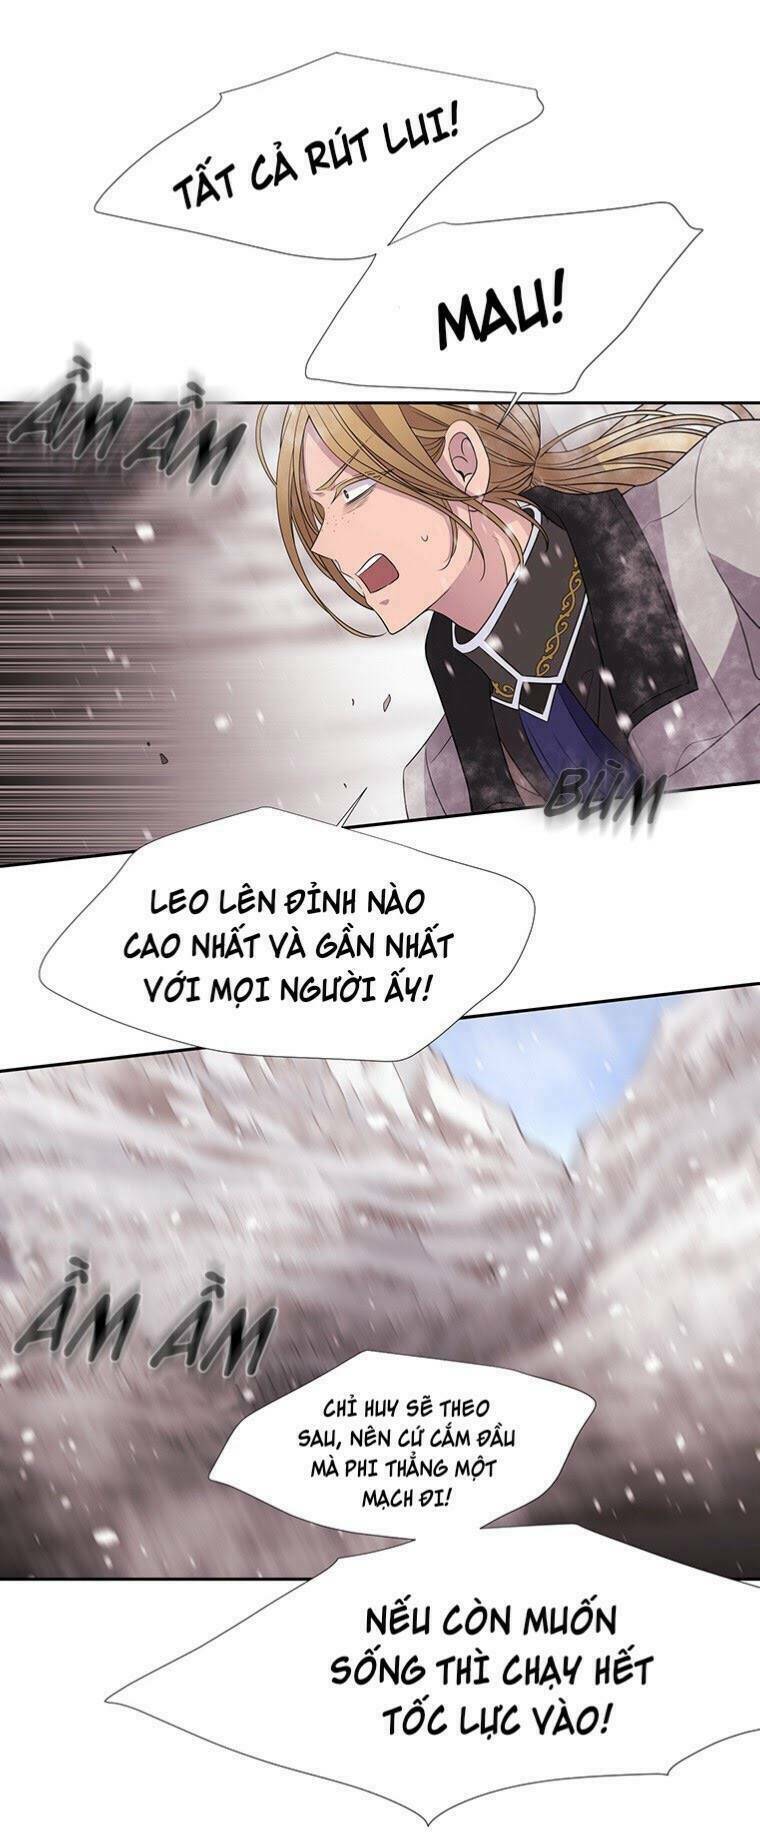 TẤT CẢ RÚT LUI!
MAU!
ẦM ẦM
BÙM
LEO LÊN ĐỈNH NÀO
CAO NHẤT VÀ GẦN NHẤT
VỚI MỌI NGƯỜI ẤY!
ẦM ẦM
CHỈ HUY SẼ THEO
SAU, NÊN CỨ CẮM ĐẦU
MÀ PHI THẲNG MỘT
MẠCH ĐI!
NẾU CÒN MUỐN
SỐNG THÌ CHẠY HẾT
TỐC LỰC VÀO!